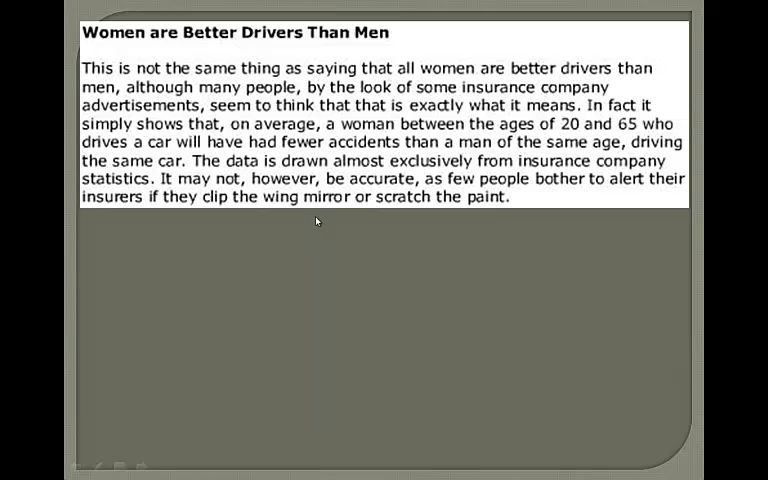 Women are Better Drivers Than Men
This is not the same thing as saying that all women are better drivers than
men, although many people, by the look of some insurance company
advertisements, seem to think that that is exactly what it means. In fact it
simply shows that, on average, a woman between the ages of 20 and 65 who
drives a car will have had fewer accidents than a man of the same age, driving
the same car. The data is drawn almost exclusively from insurance company
statistics. It may not, however, be accurate, as few people bother to alert their
insurers if they clip the wing mirror or scratch the paint.